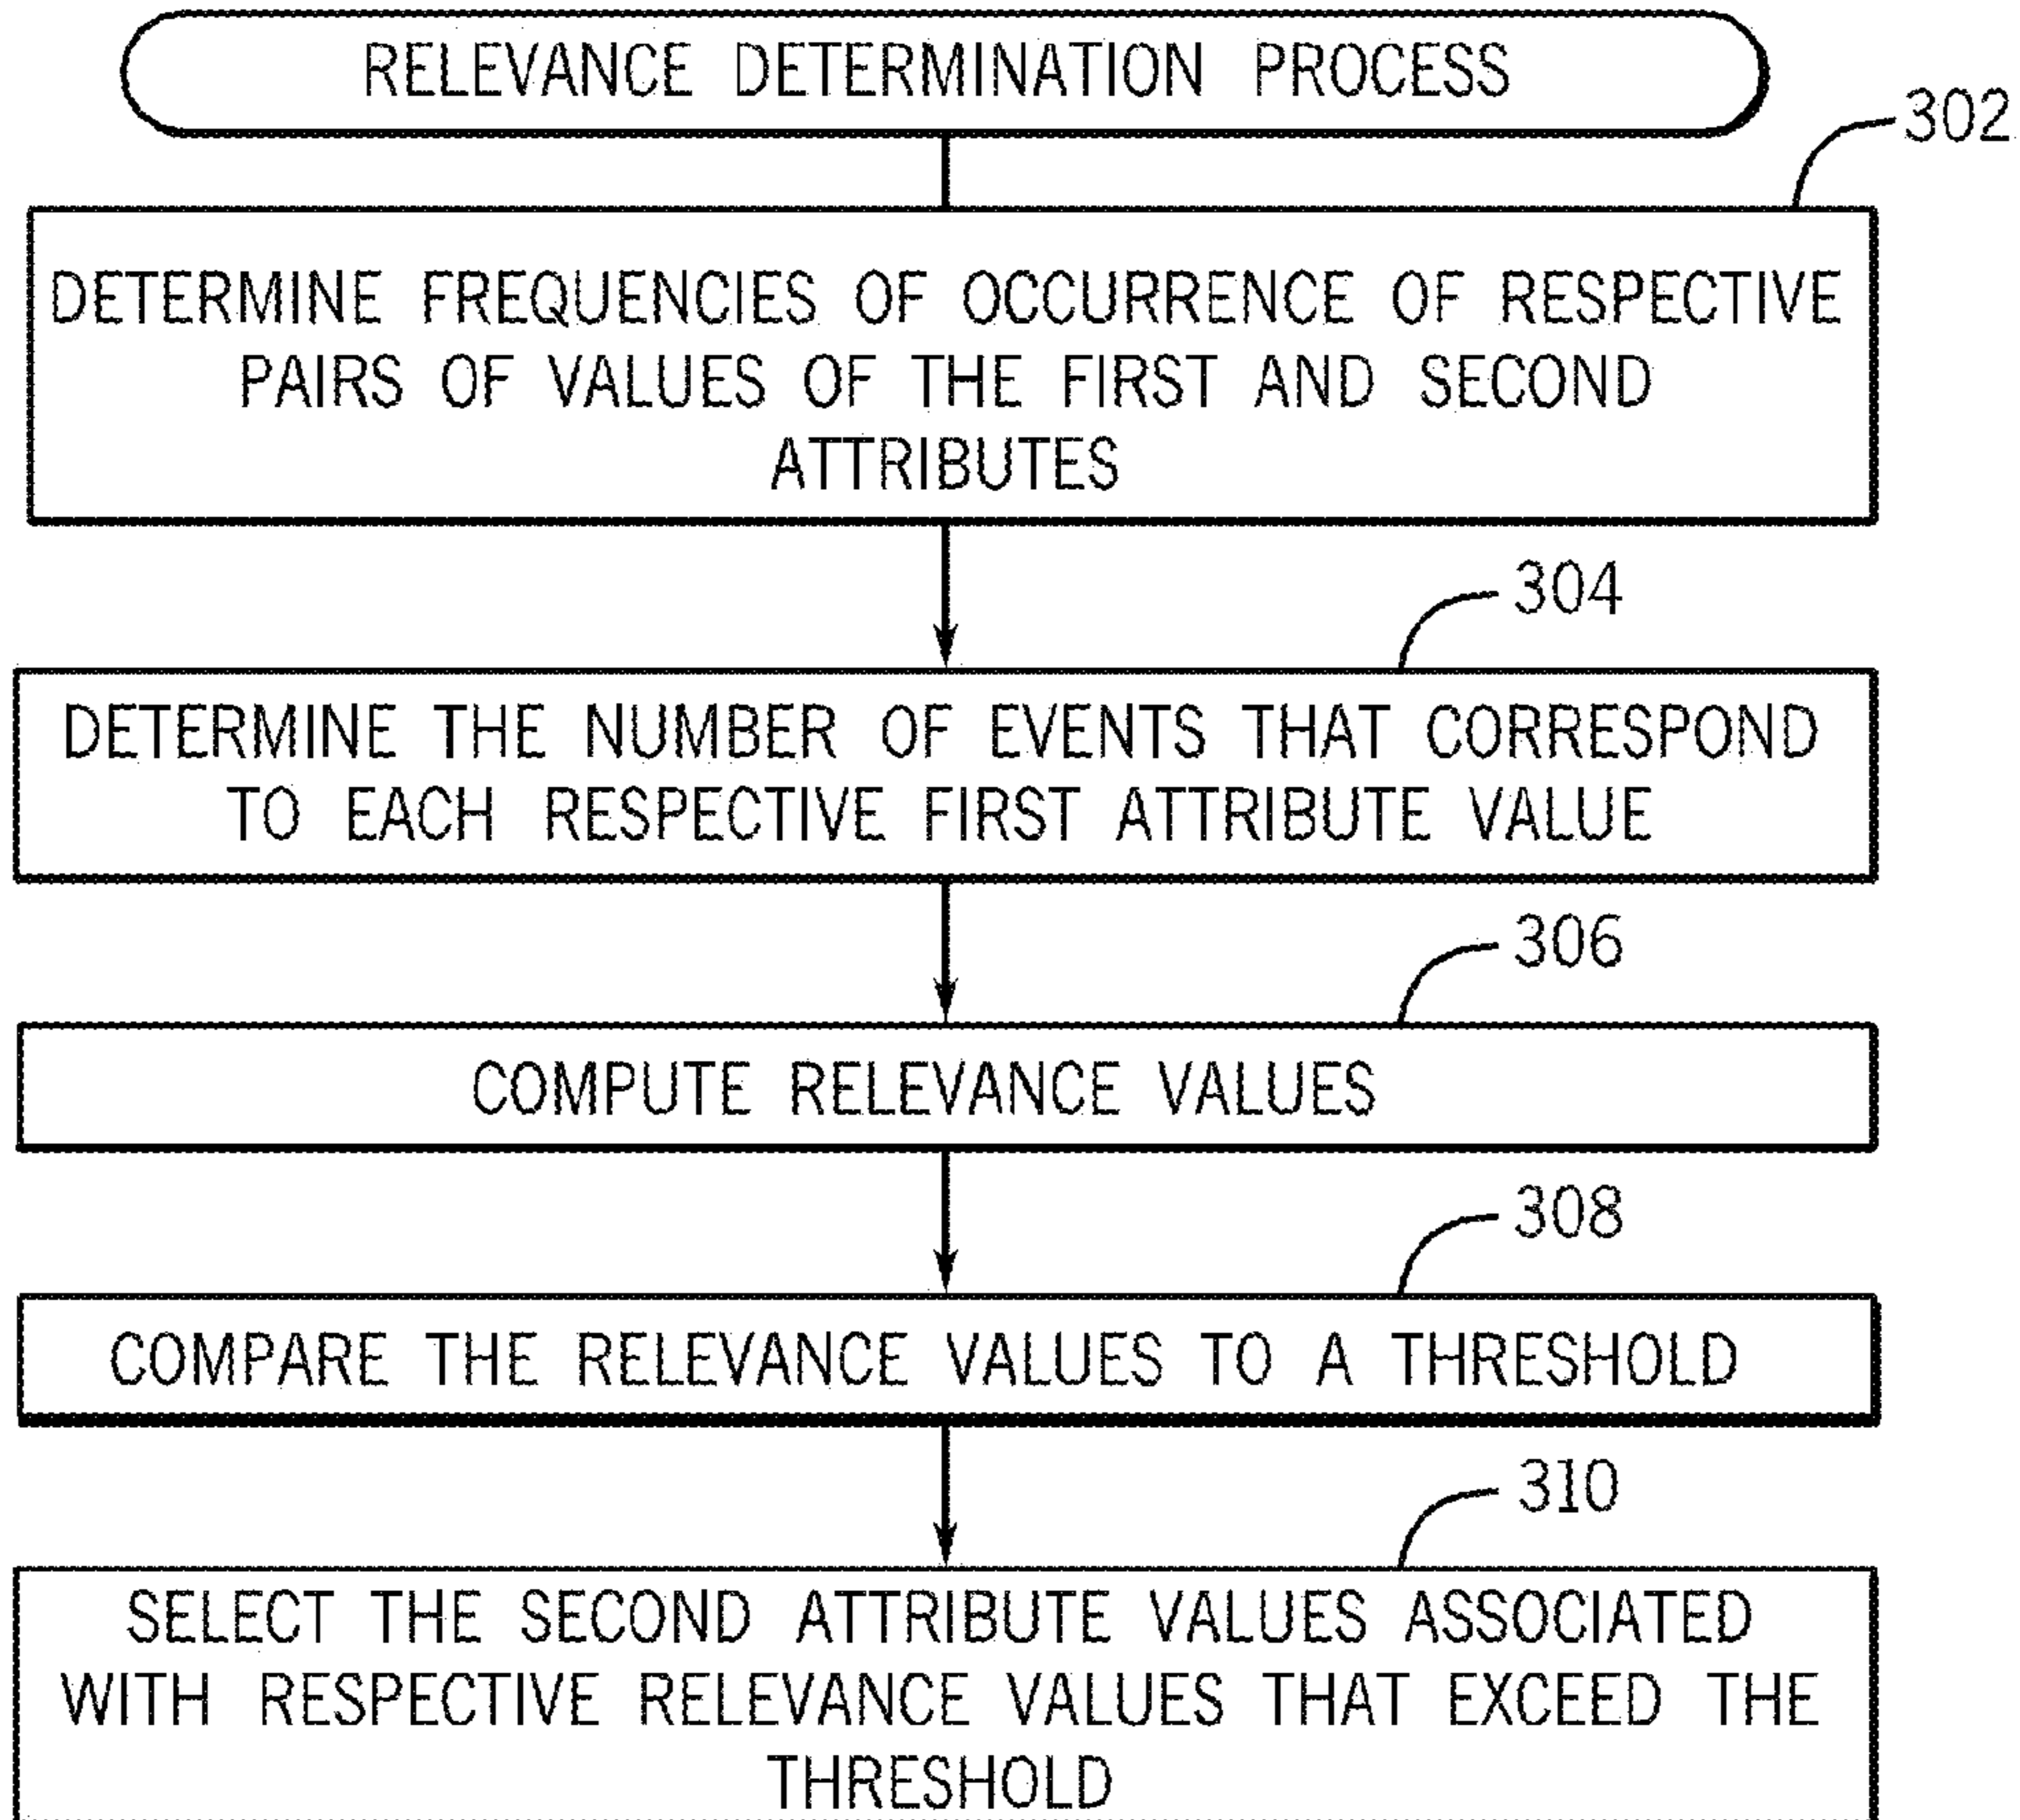 RELEVANCE DETERMINATION PROCESS
302
DETERMINE FREQUENCIES OF OCCURRENCE OF RESPECTIVE
PAIRS OF VALUES OF THE FIRST AND SECOND
ATTRIBUTES
304
DETERMINE THE NUMBER OF EVENTS THAT CORRESPOND
TO EACH RESPECTIVE FIRST ATTRIBUTE VALUE
306
COMPUTE RELEVANCE VALUES
308
COMPARE THE RELEVANCE VALUES TO A THRESHOLD
310
SELECT THE SECOND ATTRIBUTE VALUES ASSOCIATED
WITH RESPECTIVE RELEVANCE VALUES THAT EXCEED THE
THRESHOLD